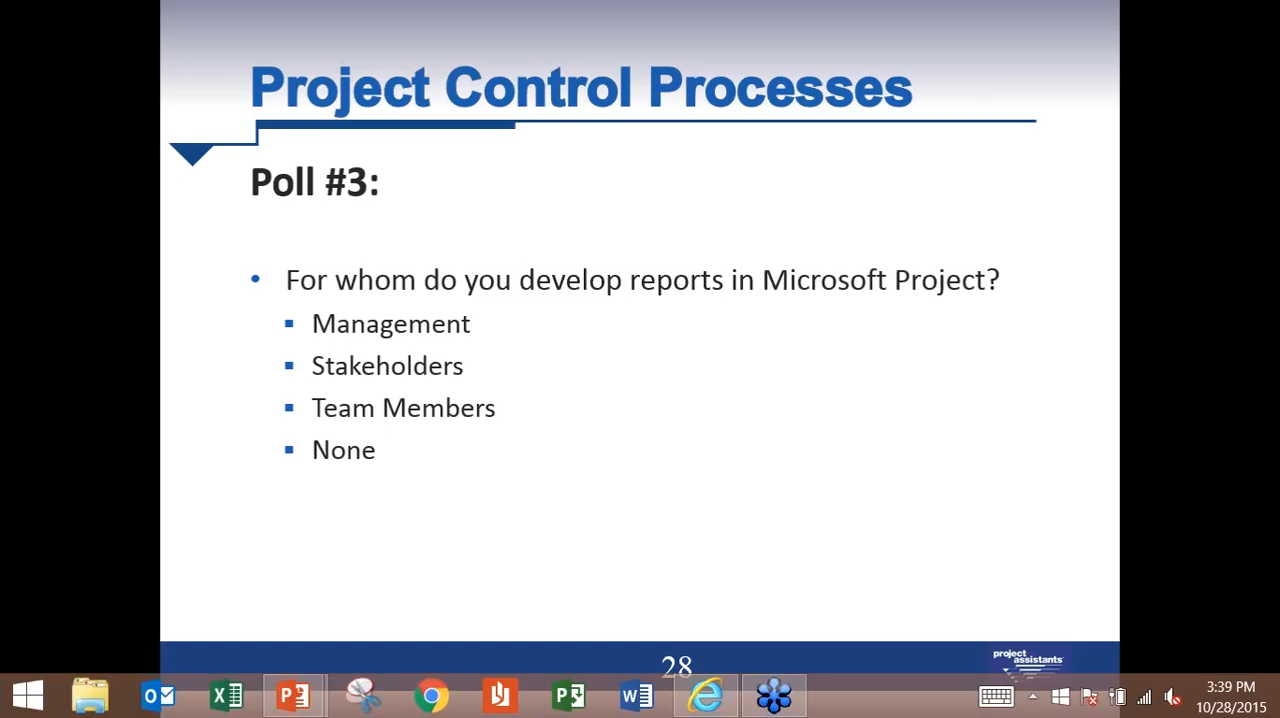 Project Control Processes
Poll #3:
• For whom do you develop reports in Microsoft Project?
▪ Management
▪ Stakeholders
▪ Team Members
▪ None
28
project
assistants
3:39 PM
10/28/2015